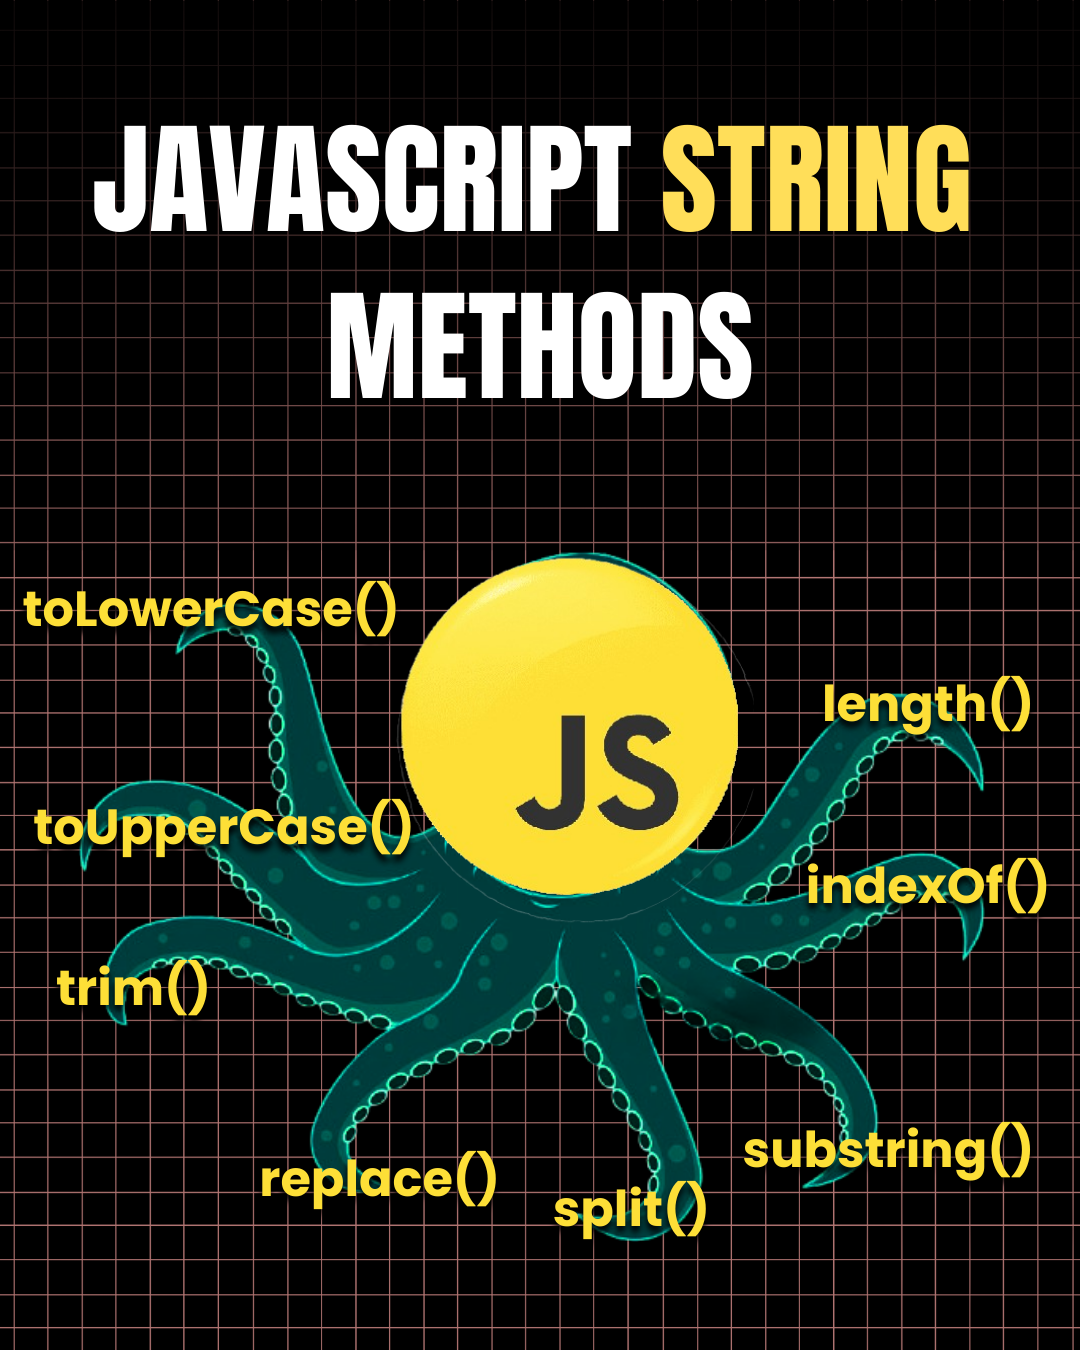 JAVASCRIPT STRING
METHODS
toLowerCase()
JS
length()
toUpperCase()
indexOf()
trim()
substring()
replace()
split()